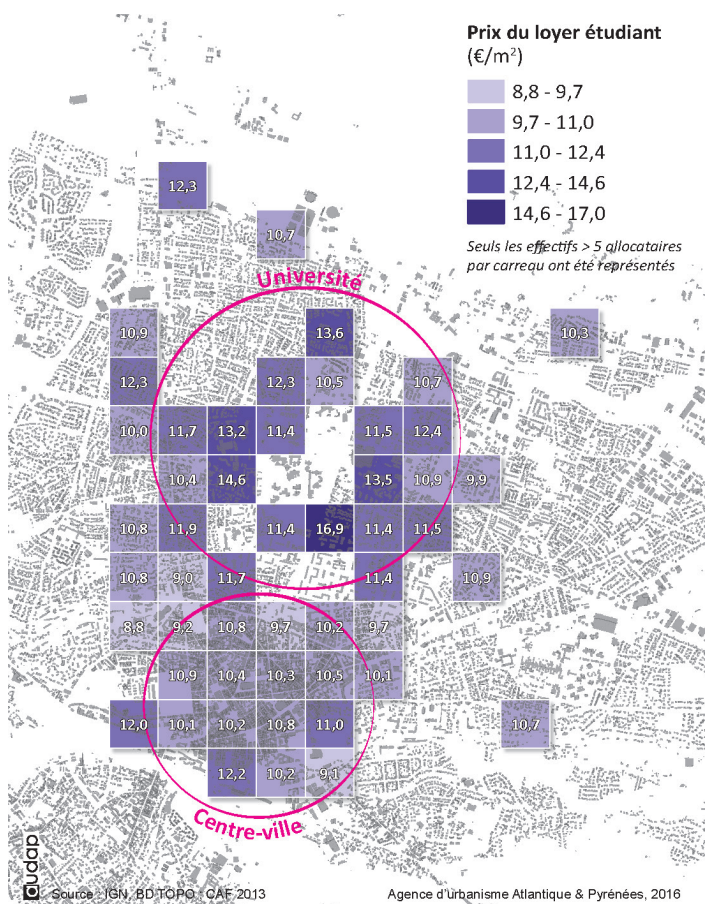 Prix du loyer étudiant
(€/m²)
8,8 - 9,7
9,7 - 11,0
11,0 - 12,4
12,4 - 14,6
14,6 - 17,0
Seuls les effectifs > 5 allocataires
par carreau ont été représentés
12,3
10,7
Université
10,9 13,6 10,3
12,3 12,3 10,5 10,7
10,0 11,7 13,2 11,4 11,5 12,4
10,4 14,6 13,5 10,9 9,9
10,8 11,9 11,4 16,9 11,4 11,5
10,8 9,0 11,7 11,4 10,9
8,8 9,2 10,8 9,7 10,2 9,7
10,9 10,4 10,3 10,5 10,1
12,0 10,1 10,2 10,8 11,0 10,7
12,2 10,2 9,1
Centre-ville
audap
Source : IGN, BD TOPO ; CAF 2013 Agence d'urbanisme Atlantique & Pyrénées, 2016